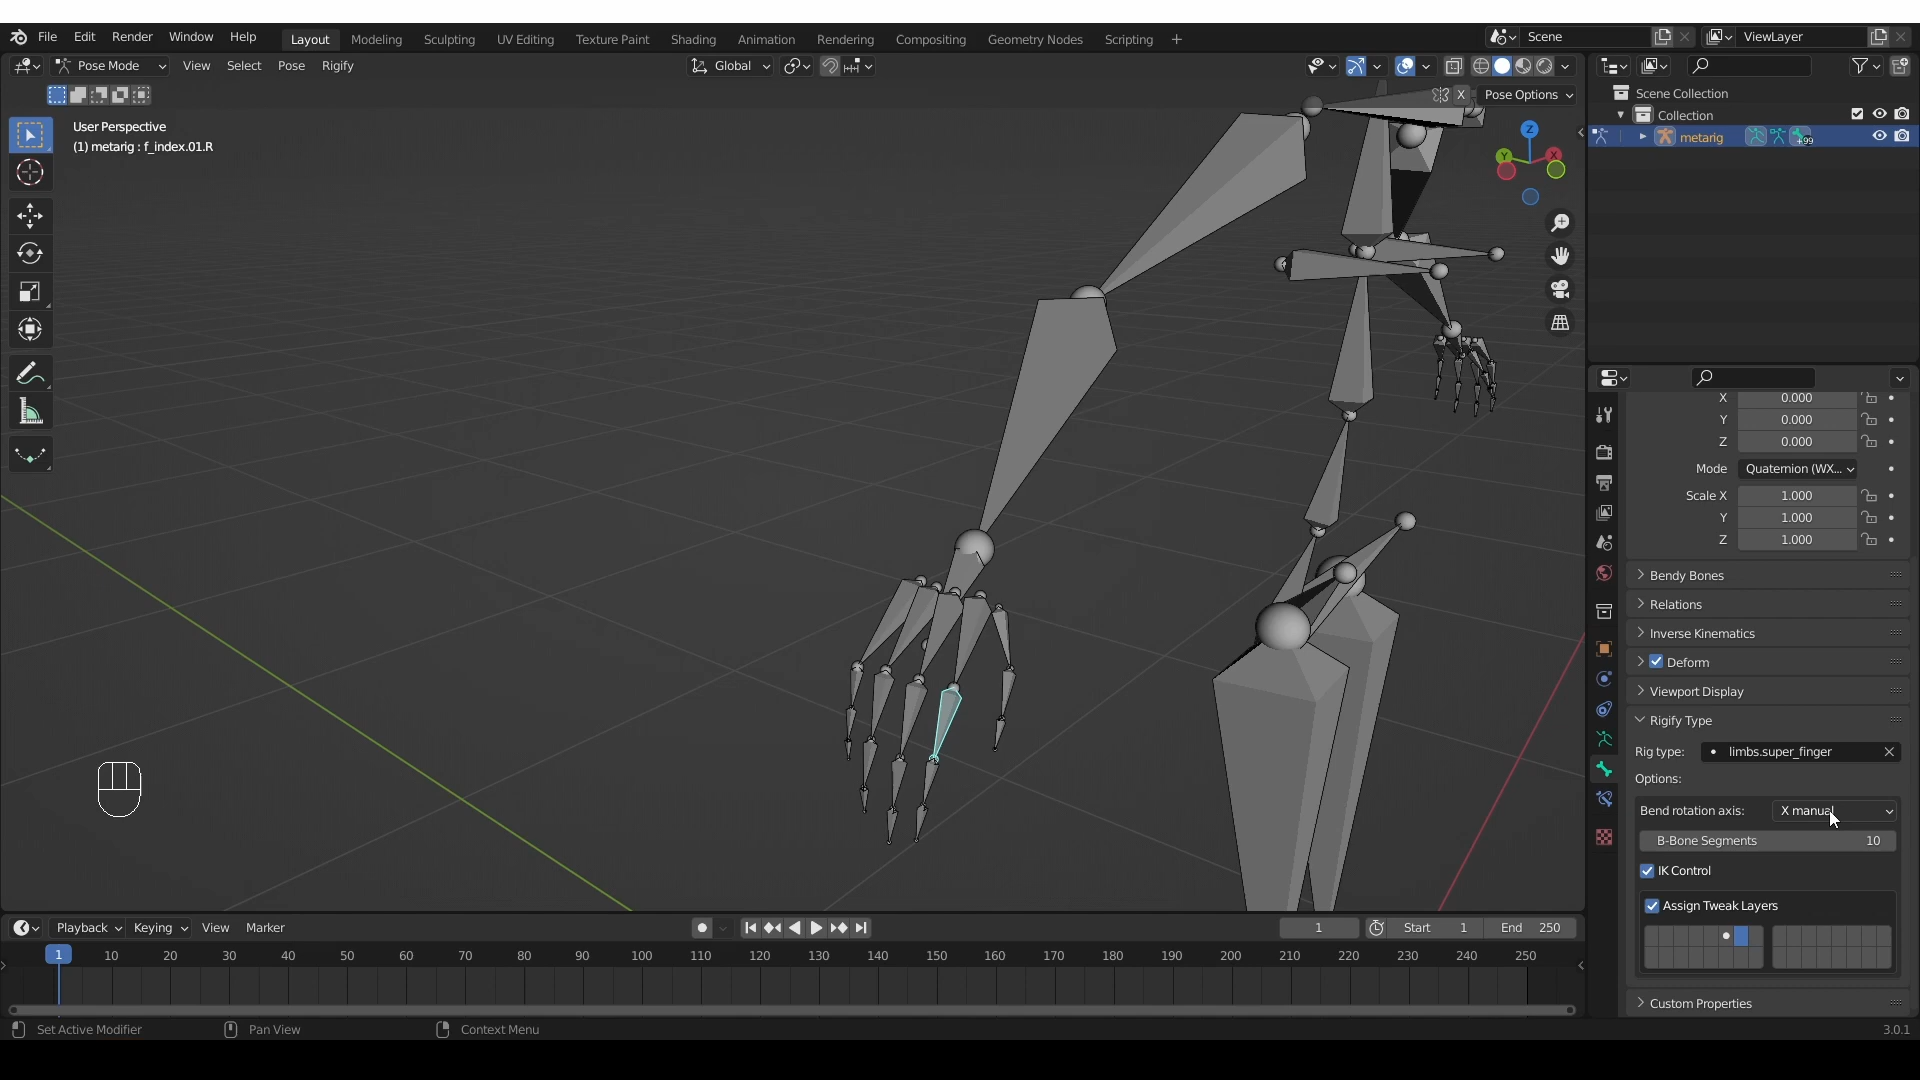 File Edit Render Window Help Layout Modeling Sculpting UV Editing Texture Paint Shading Animation Rendering Compositing Geometry Nodes Scripting + Scene ViewLayer
Pose Mode View Select Pose Rigify Global
X Pose Options
User Perspective
(1) metarig : f_index.01.R
Z
Y
X
Scene Collection
Collection
metarig +99
X 0.000
Y 0.000
Z 0.000
Mode Quaternion (WX...
Scale X 1.000
Y 1.000
Z 1.000
Bendy Bones
Relations
Inverse Kinematics
Deform
Viewport Display
Rigify Type
Rig type: limbs.super_finger
Options:
Bend rotation axis: X manual
B-Bone Segments 10
IK Control
Assign Tweak Layers
Custom Properties
Playback Keying View Marker 1 Start 1 End 250
1 10 20 30 40 50 60 70 80 90 100 110 120 130 140 150 160 170 180 190 200 210 220 230 240 250
Set Active Modifier Pan View Context Menu 3.0.1